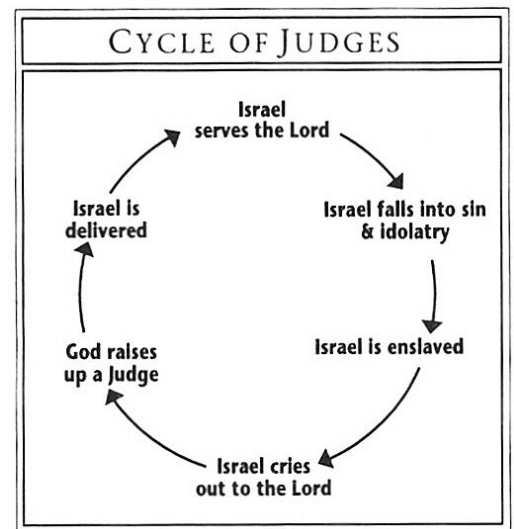 CYCLE OF JUDGES
Israel
serves the Lord
Israel falls into sin
& idolatry
Israel is enslaved
Israel cries
out to the Lord
God raises
up a Judge
Israel is
delivered